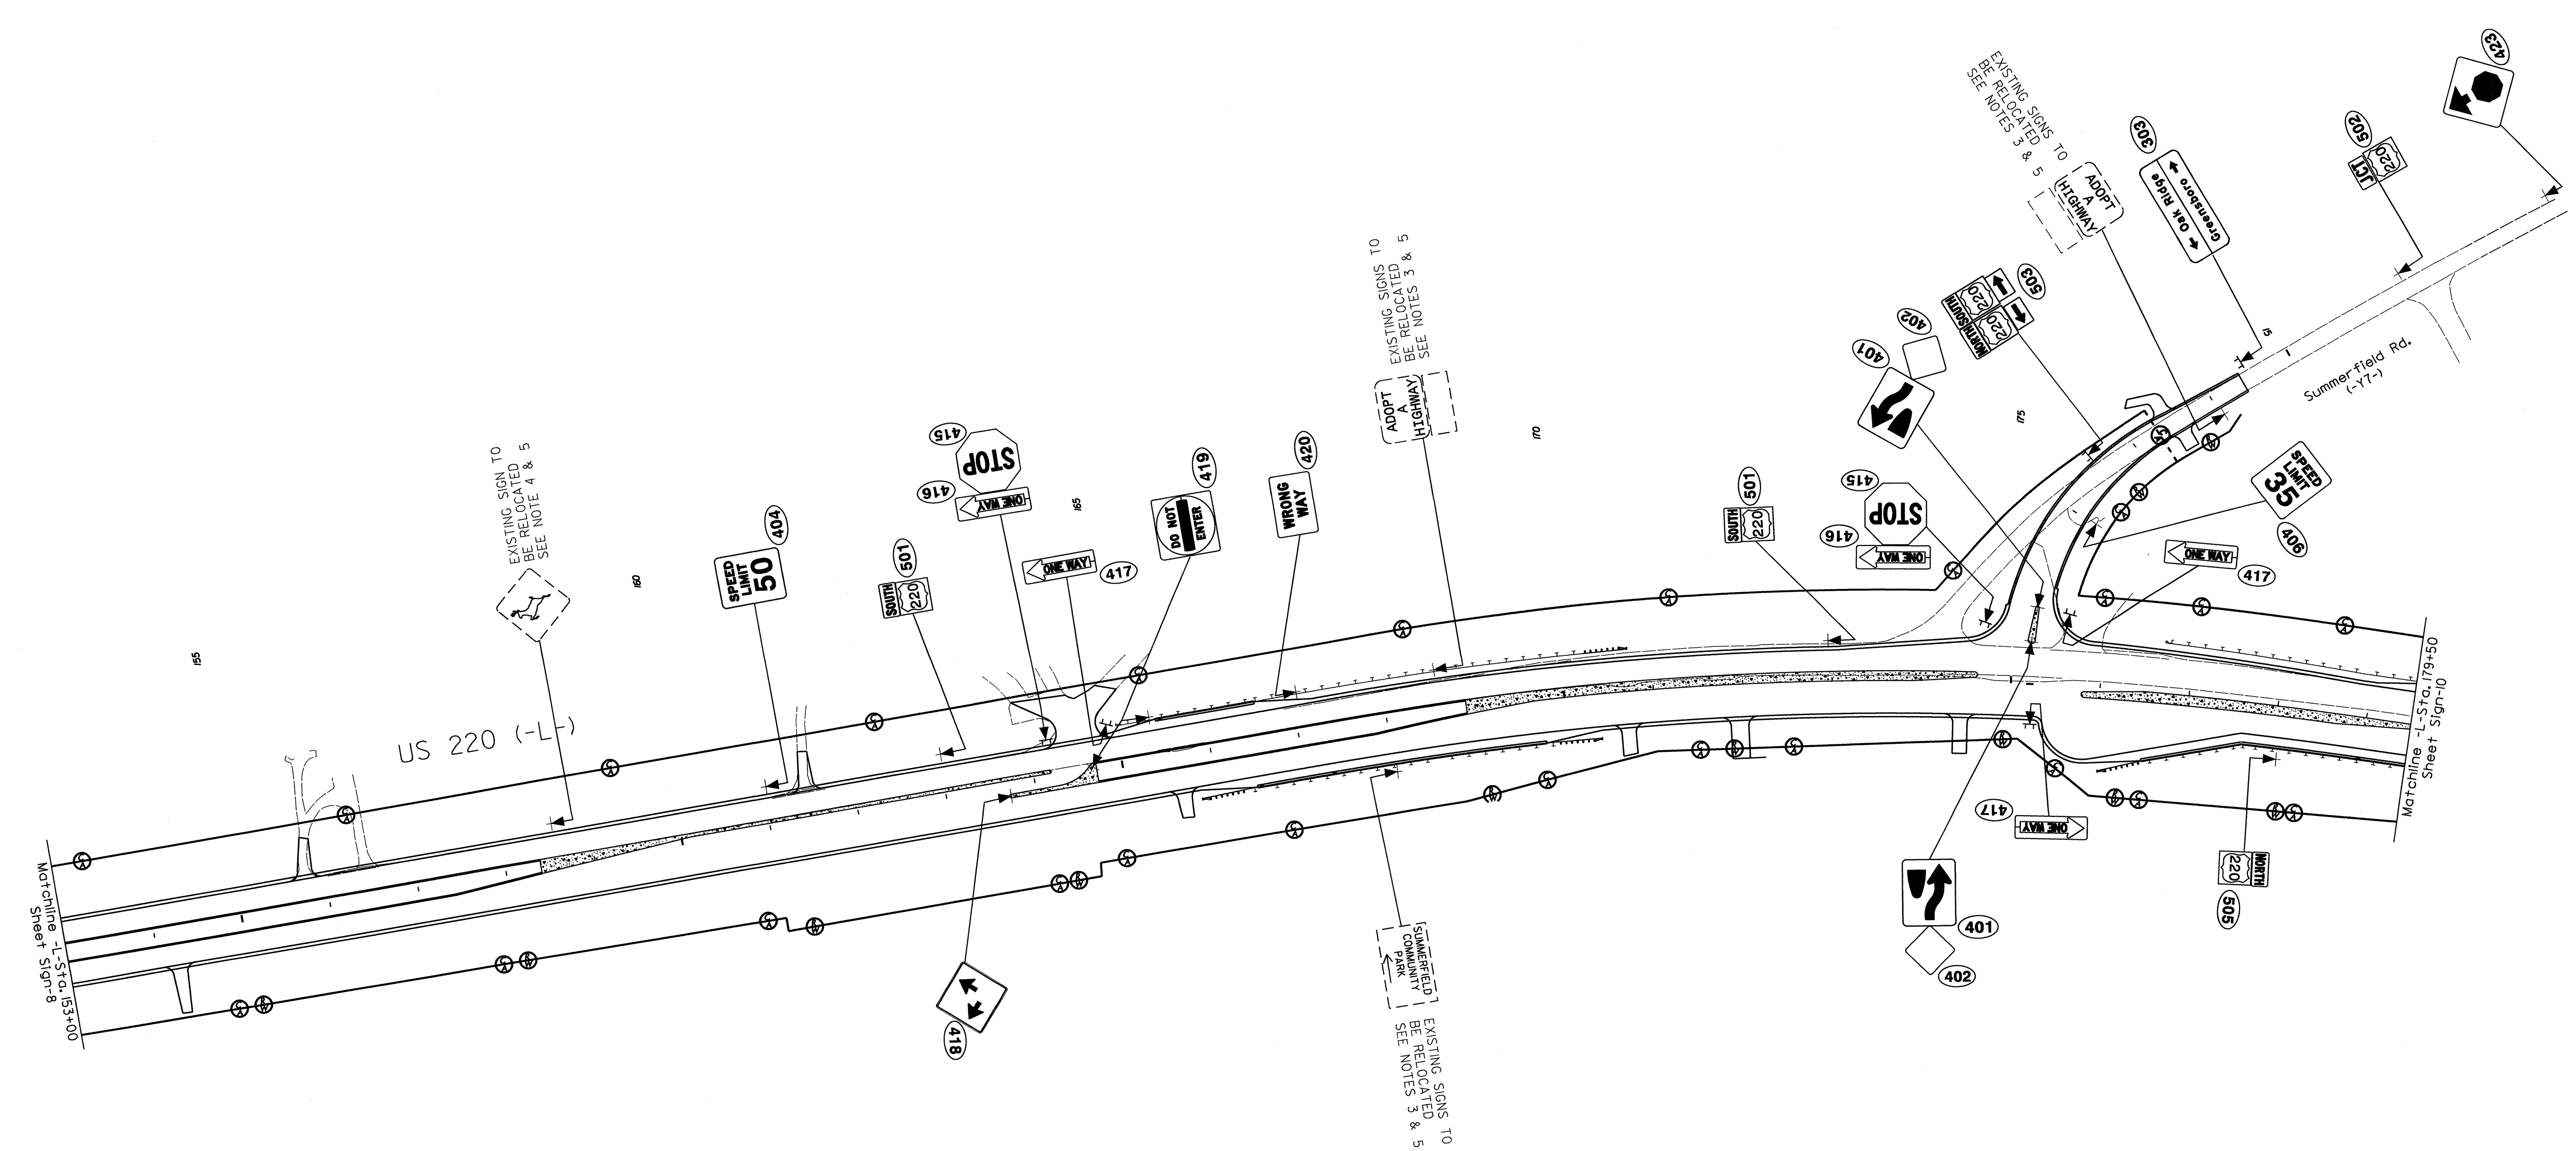 423
EXISTING SIGNS TO
BE RELOCATED
SEE NOTES 3 & 5
ADOPT
A
HIGHWAY
303
← Oak Ridge
Greensboro →
502
JCT
220
503
SOUTH
220
NORTH
220
15
Summerfield Rd.
(-Y7-)
402
401
175
EXISTING SIGNS TO
BE RELOCATED
SEE NOTES 3 & 5
ADOPT
A
HIGHWAY
170
420
WRONG
WAY
419
DO NOT
ENTER
415
STOP
416
ONE WAY
165
ONE WAY
417
EXISTING SIGN TO
BE RELOCATED
SEE NOTE 4 & 5
160
155
404
SPEED
LIMIT
50
501
SOUTH
220
501
SOUTH
220
415
STOP
416
ONE WAY
SPEED
LIMIT
35
406
ONE WAY
417
US 220 (-L-)
Matchline -L-Sta. 153+00
Sheet Sign-8
Matchline -L-Sta. 179+50
Sheet Sign-10
417
ONE WAY
NORTH
220
505
401
402
418
SUMMERFIELD
COMMUNITY
PARK
EXISTING SIGNS TO
BE RELOCATED
SEE NOTES 3 & 5